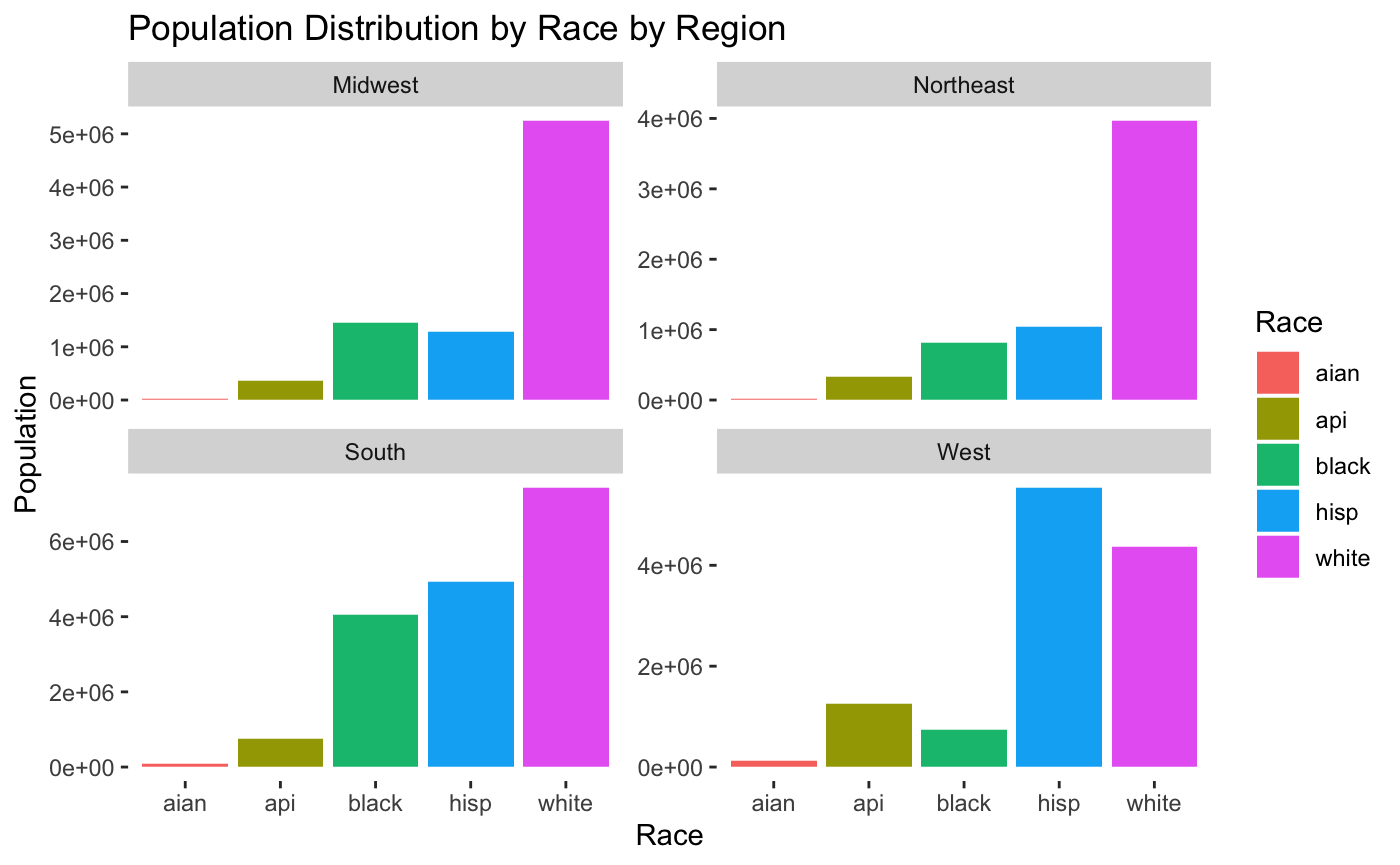 Population Distribution by Race by Region
Midwest
5e+06
4e+06
3e+06
2e+06
1e+06
0e+00
Northeast
4e+06
3e+06
2e+06
1e+06
0e+00
South
6e+06
4e+06
2e+06
0e+00
aian api black hisp white
West
4e+06
2e+06
0e+00
aian api black hisp white
Population
Race
Race
aian
api
black
hisp
white